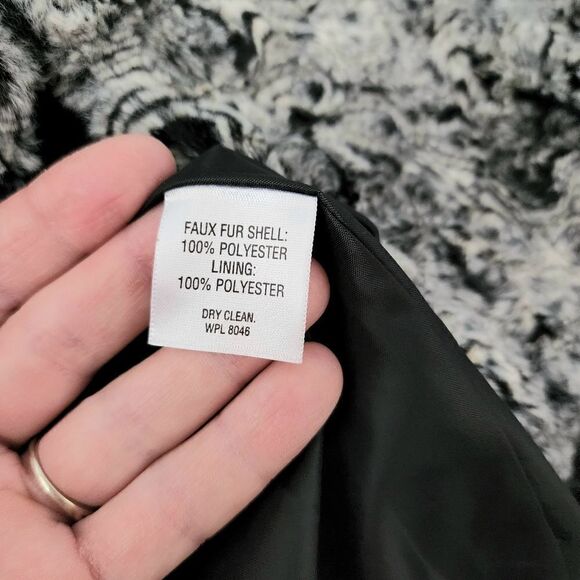 FAUX FUR SHELL:
100% POLYESTER
LINING:
100% POLYESTER
DRY CLEAN.
WPL 8046